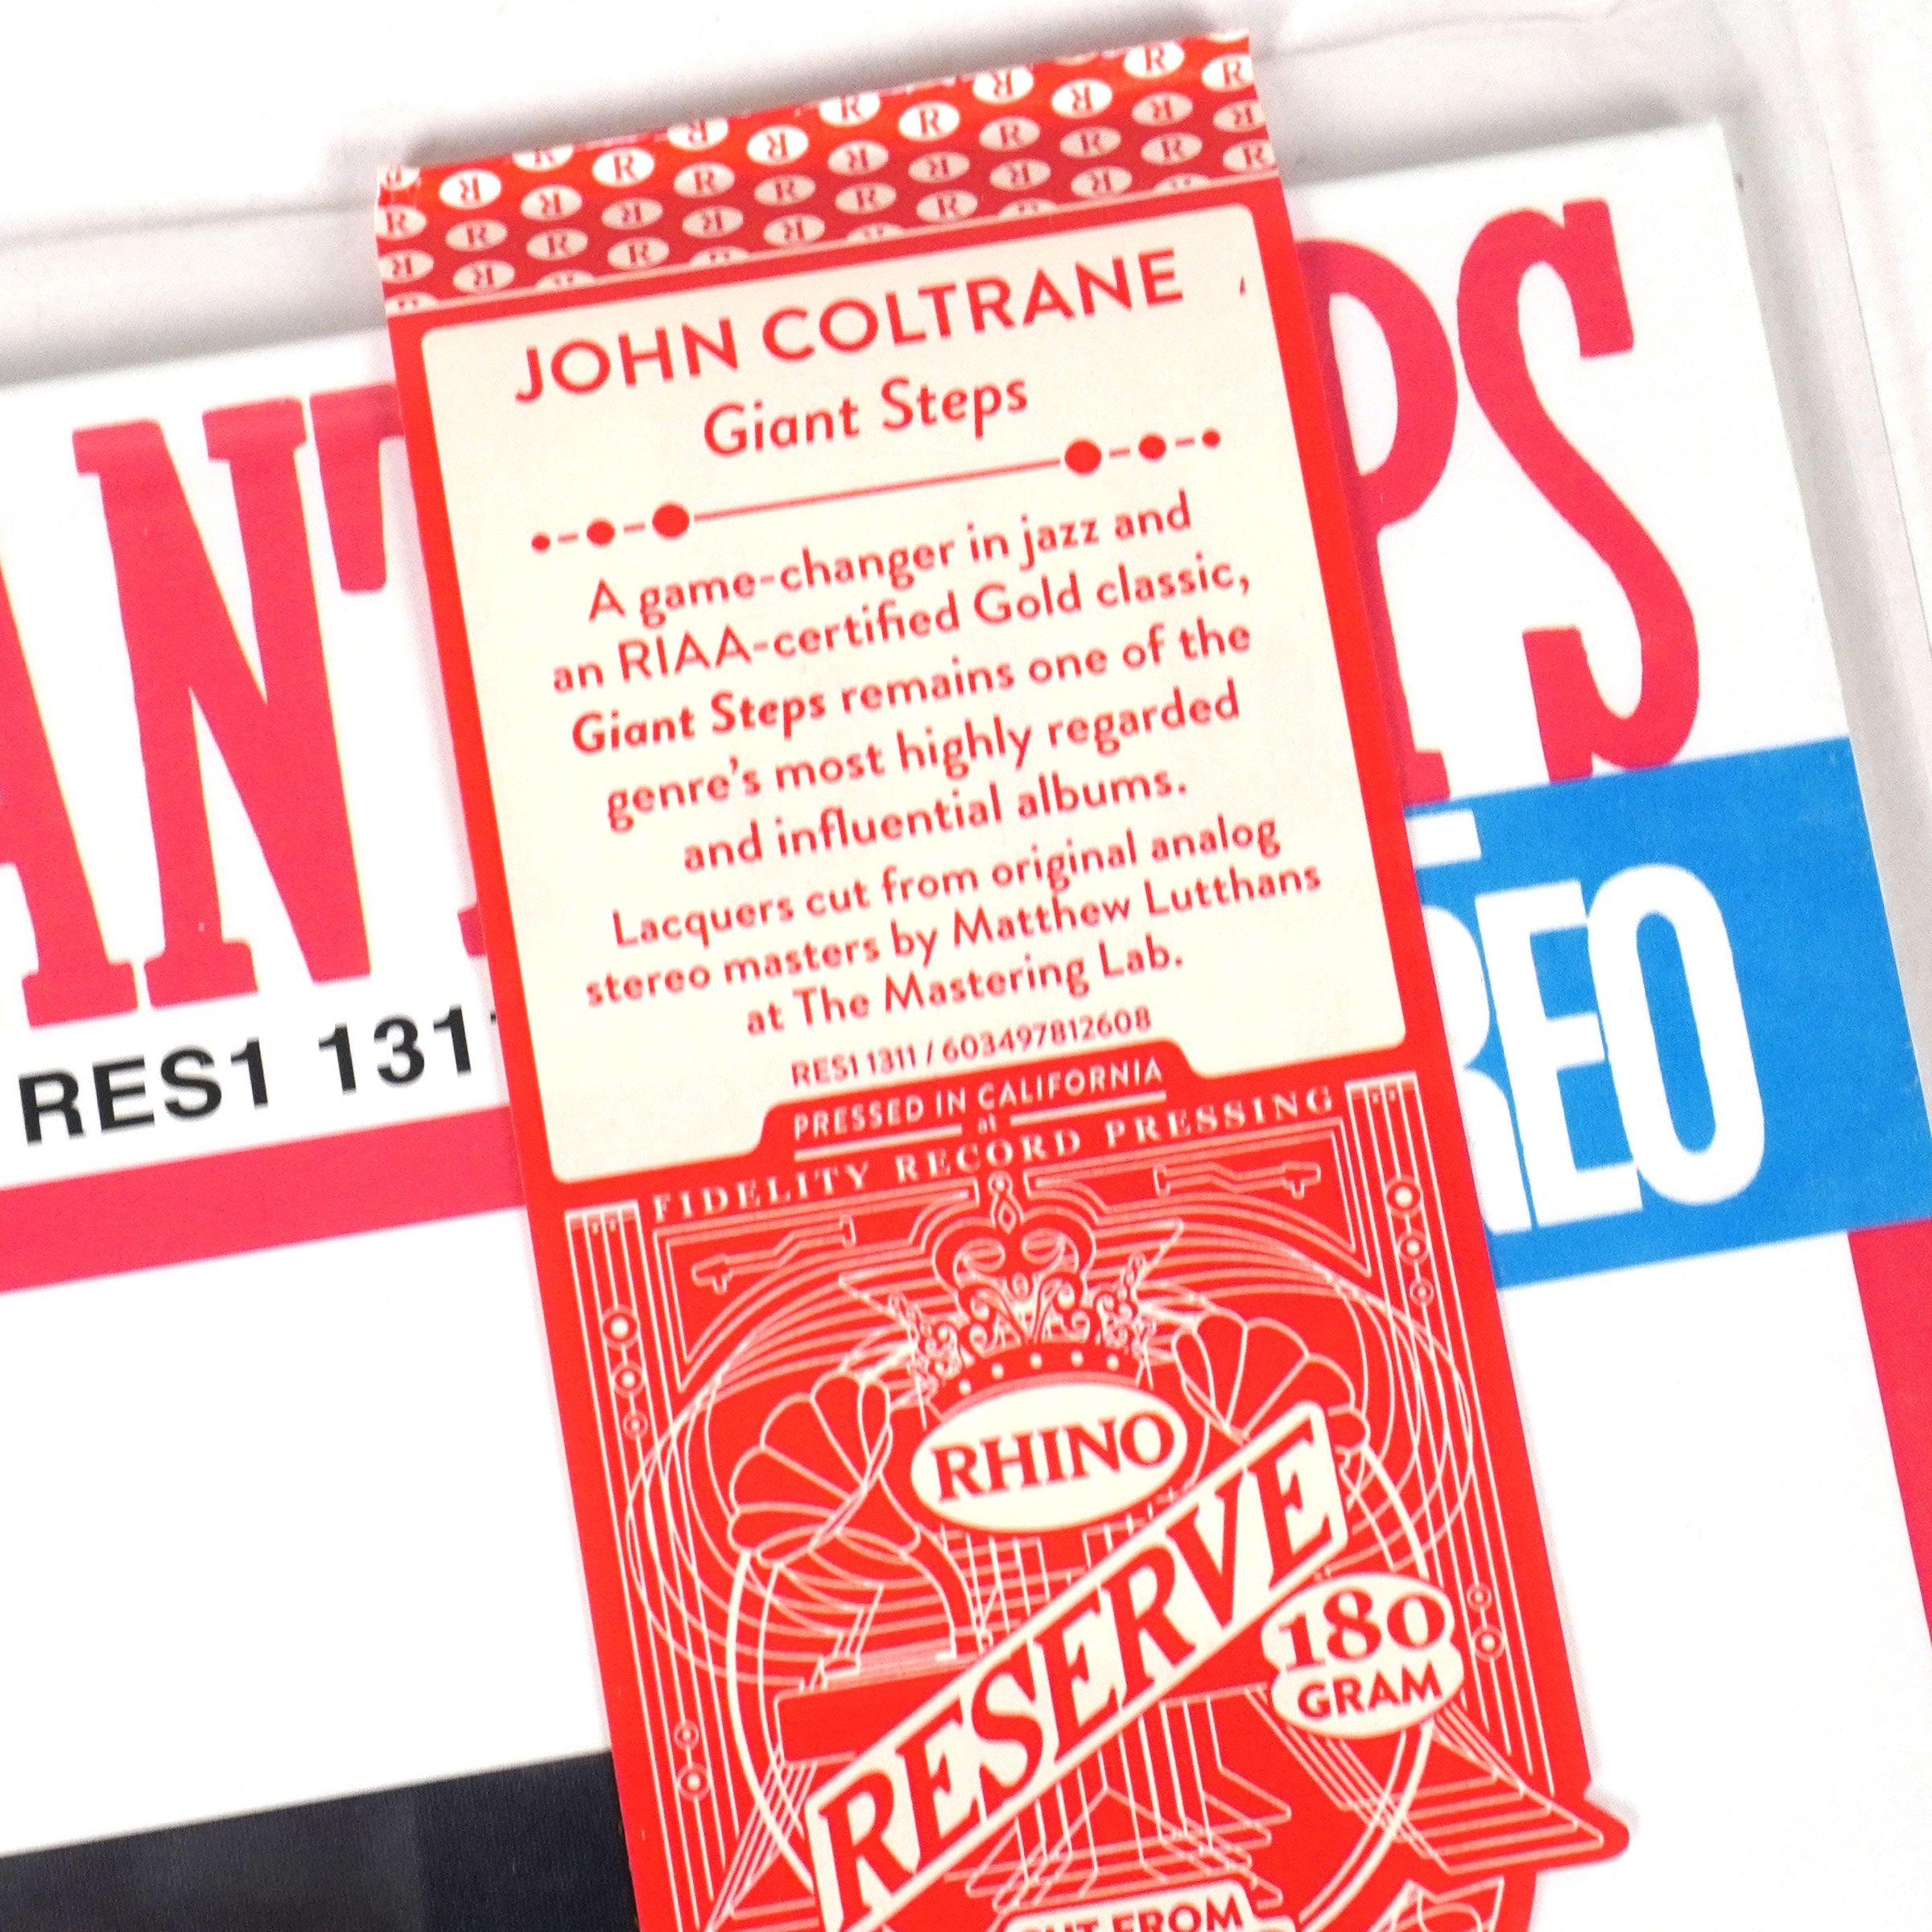 JOHN COLTRANE
Giant Steps
A game-changer in jazz and
an RIAA-certified Gold classic,
Giant Steps remains one of the
genre's most highly regarded
and influential albums.
Lacquers cut from original analog
stereo masters by Matthew Lutthans
at The Mastering Lab.
RES1 1311 / 603497812608
PRESSED IN CALIFORNIA
at
FIDELITY RECORD PRESSING
RHINO
RESERVE
180
GRAM
FROM
ANT
PS
RES1 131
REO